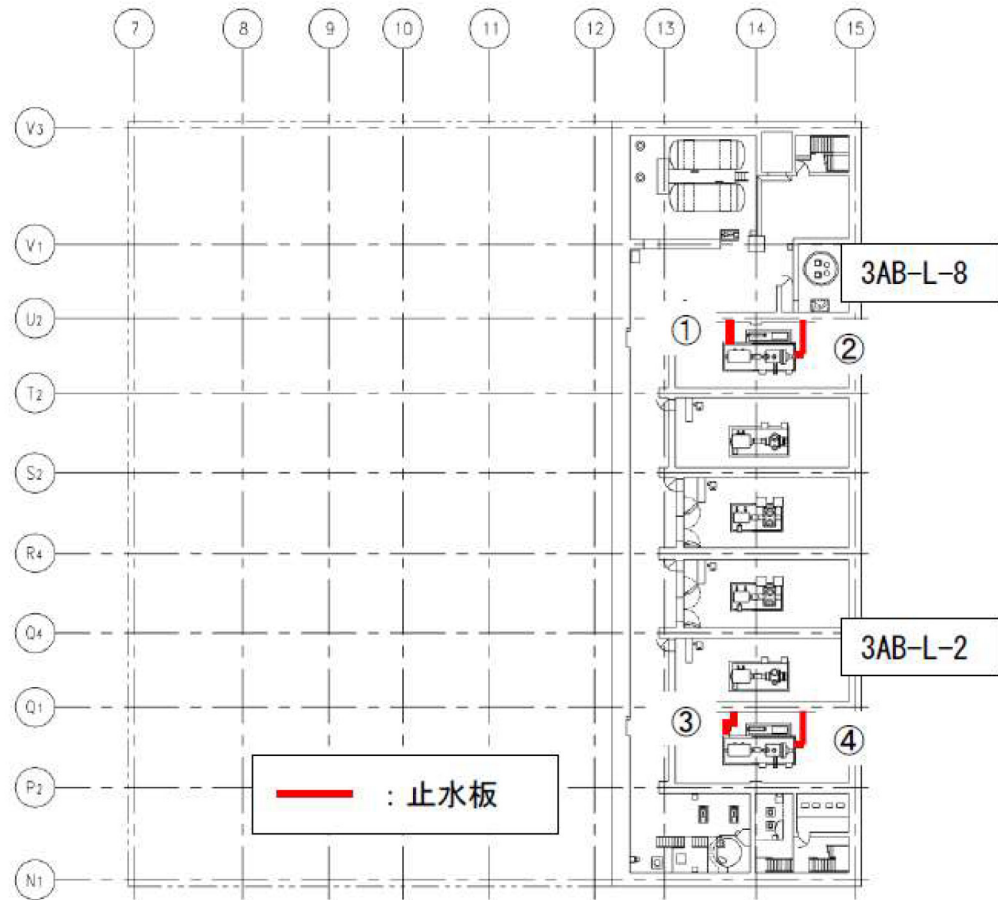 7 8 9 10 11 12 13 14 15
V3
V1
3AB-L-8
U2
① ②
T2
S2
R4
Q4
3AB-L-2
Q1
③ ④
P2
：止水板
N1